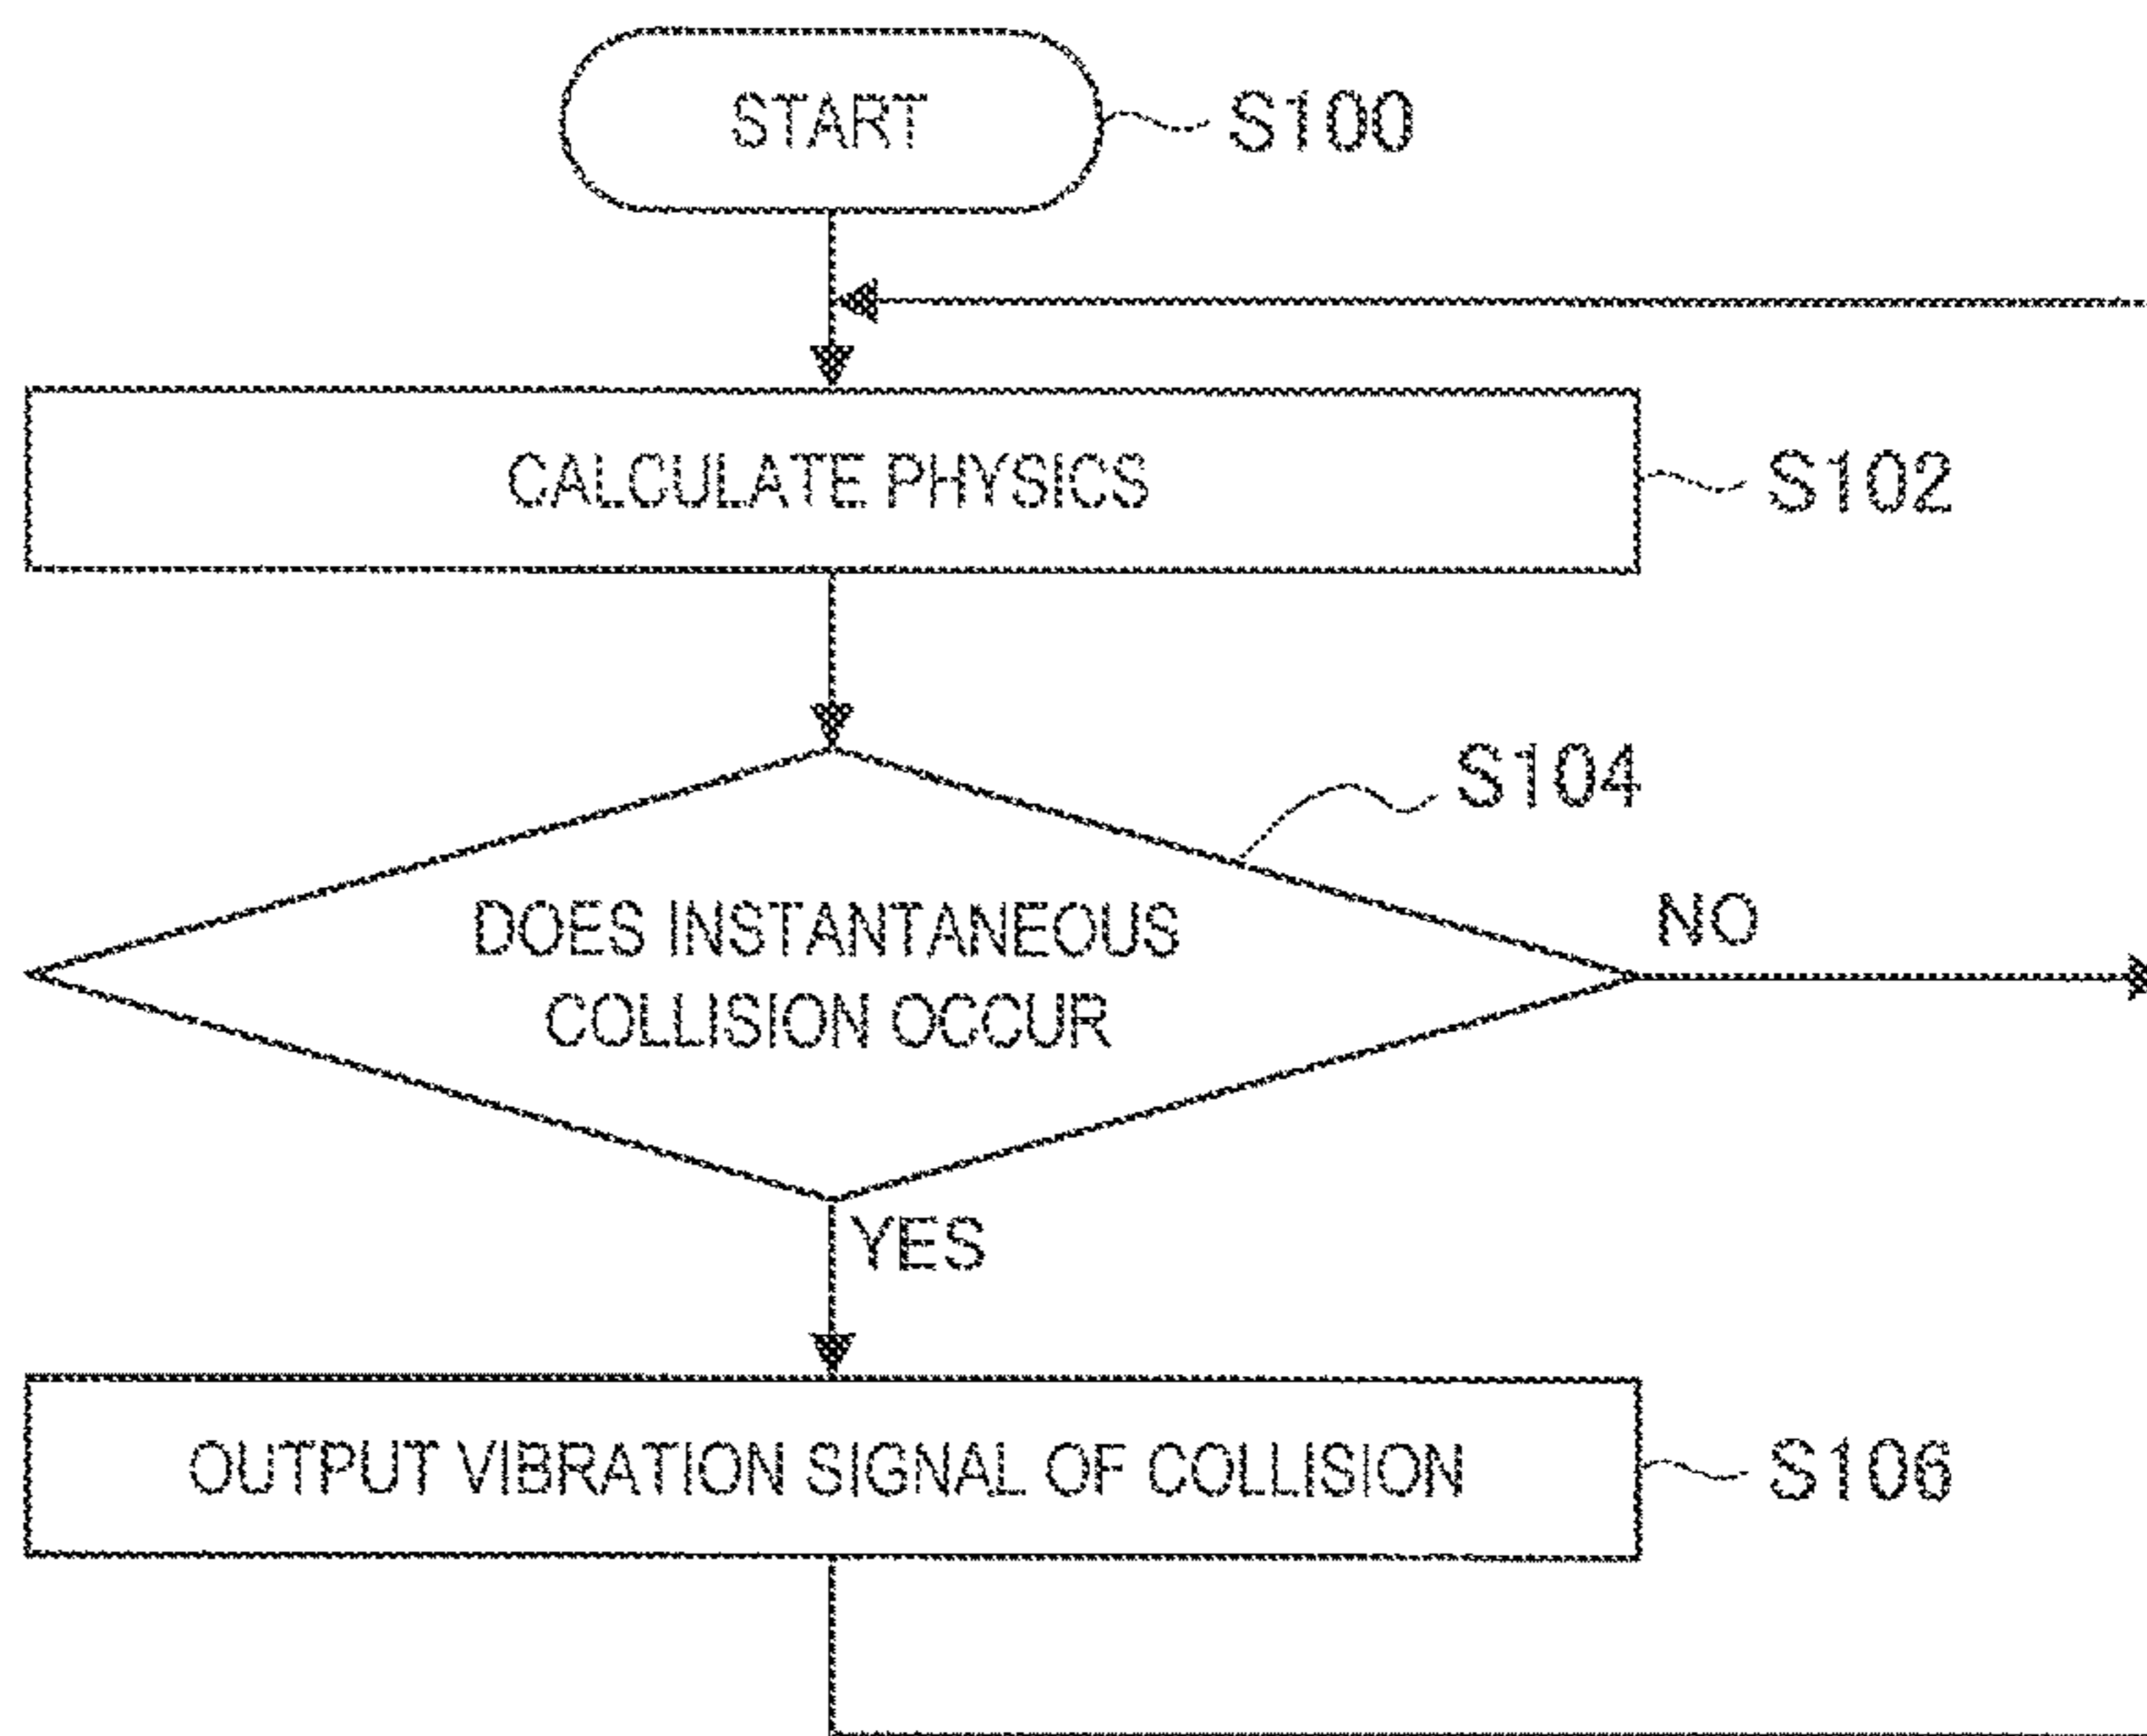 START
S100
CALCULATE PHYSICS
S102
S104
DOES INSTANTANEOUS
COLLISION OCCUR
NO
YES
OUTPUT VIBRATION SIGNAL OF COLLISION
S106